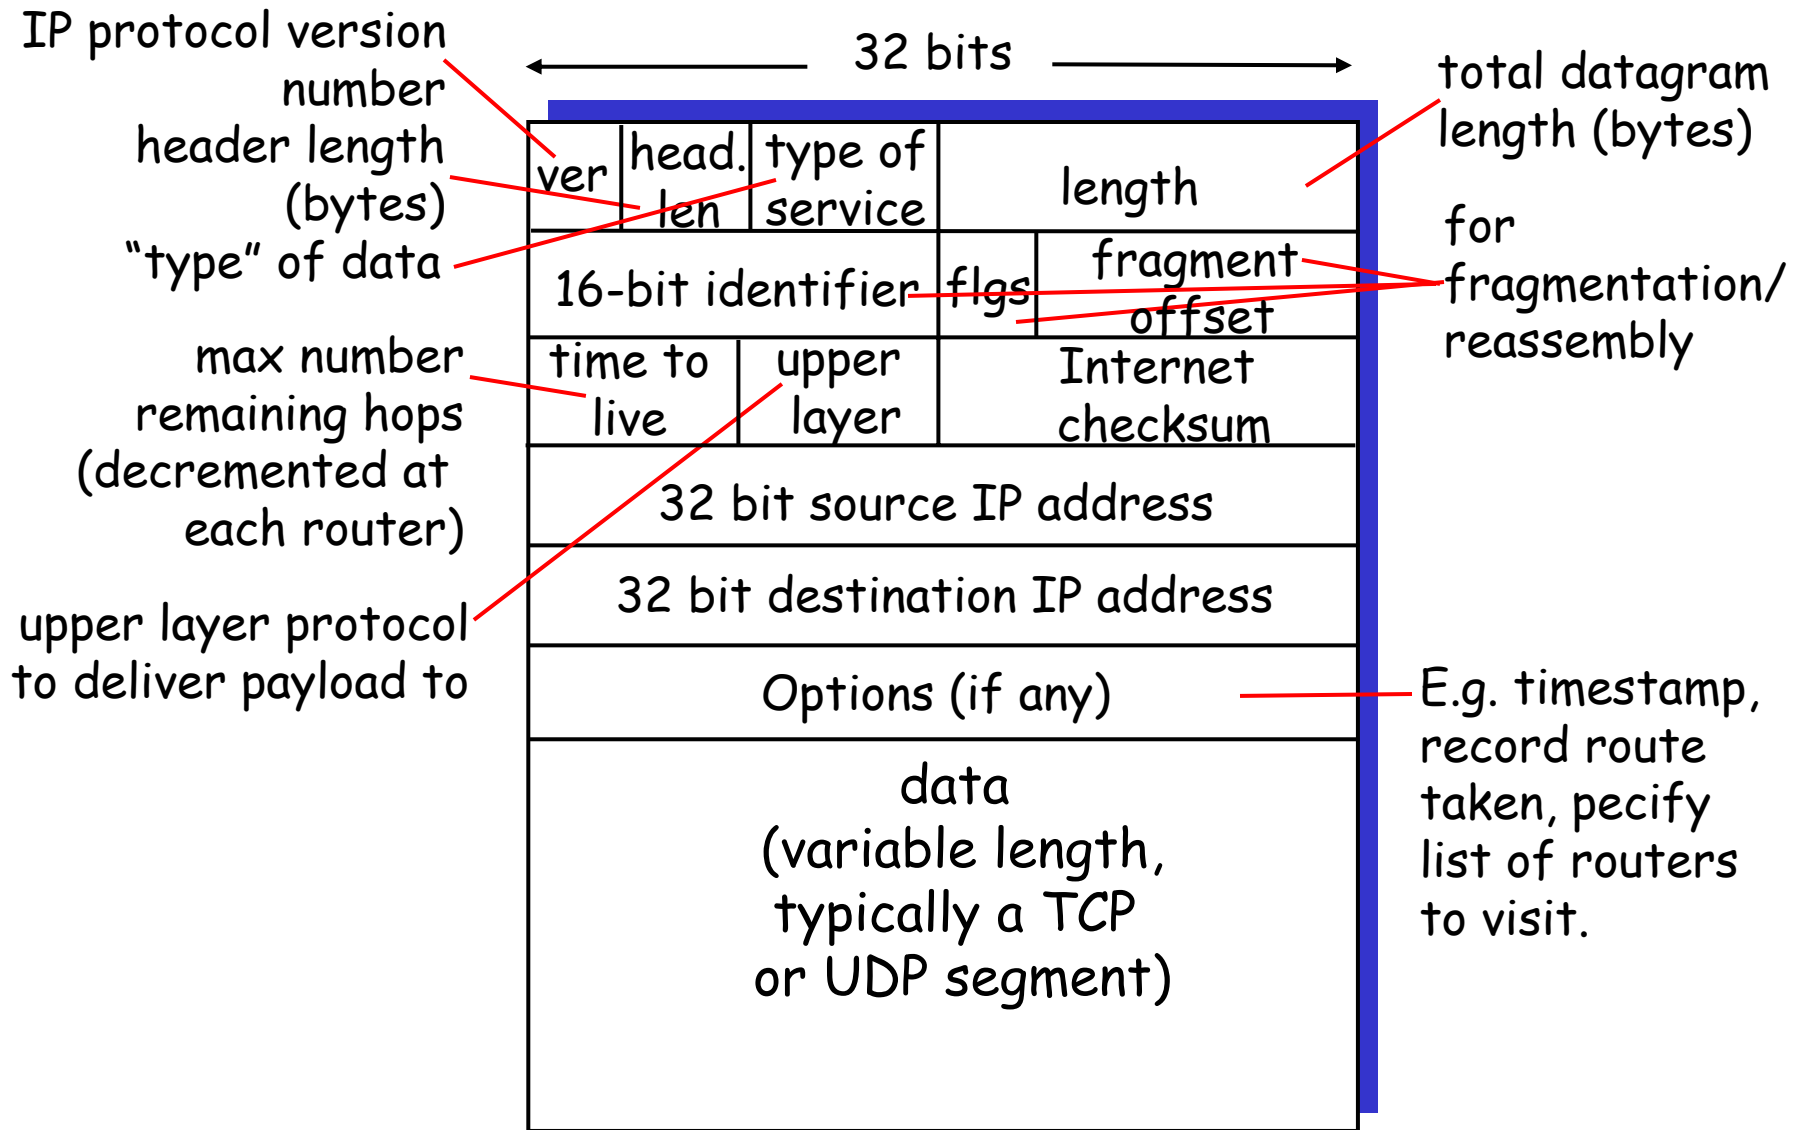 IP protocol version
number
header length
(bytes)
“type” of data
max number
remaining hops
(decremented at
each router)
upper layer protocol
to deliver payload to
32 bits
ver
head.
len
type of
service
length
16-bit identifier
flgs
fragment
offset
time to
live
upper
layer
Internet
checksum
32 bit source IP address
32 bit destination IP address
Options (if any)
data
(variable length,
typically a TCP
or UDP segment)
total datagram
length (bytes)
for
fragmentation/
reassembly
E.g. timestamp,
record route
taken, pecify
list of routers
to visit.